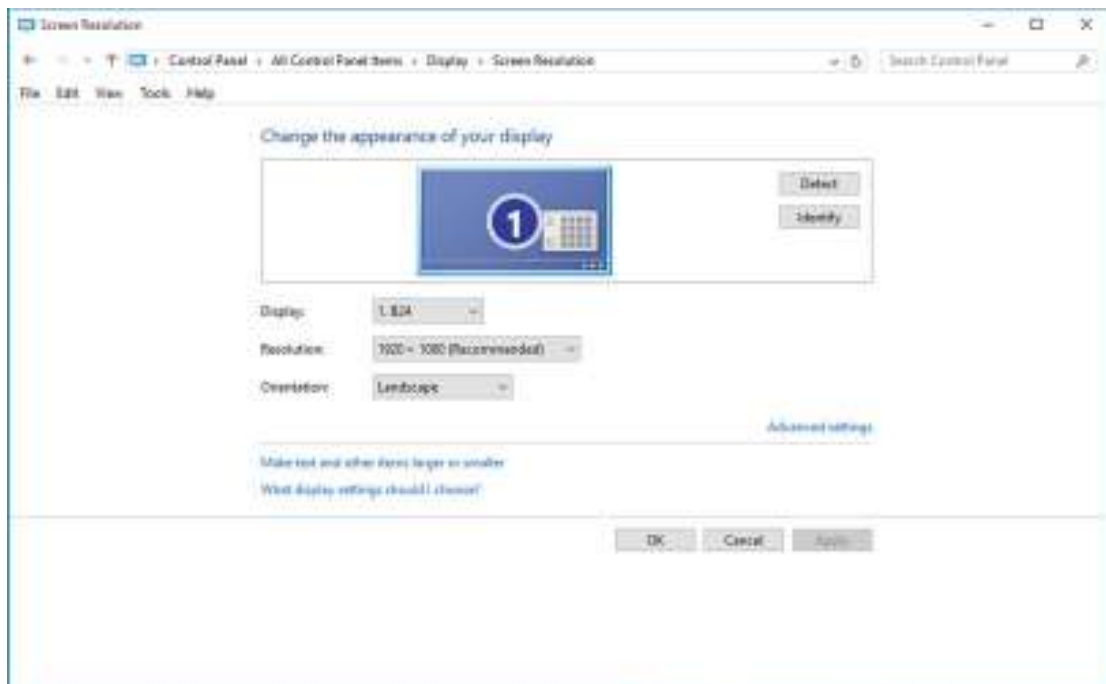 Screen Resolution
Control Panel › All Control Panel Items › Display › Screen Resolution
Search Control Panel
File Edit View Tools Help
Change the appearance of your display
1
Detect
Identify
Display:
1. B24
Resolution:
1920 × 1080 (Recommended)
Orientation:
Landscape
Advanced settings
Make text and other items larger or smaller
What display settings should I choose?
OK Cancel Apply